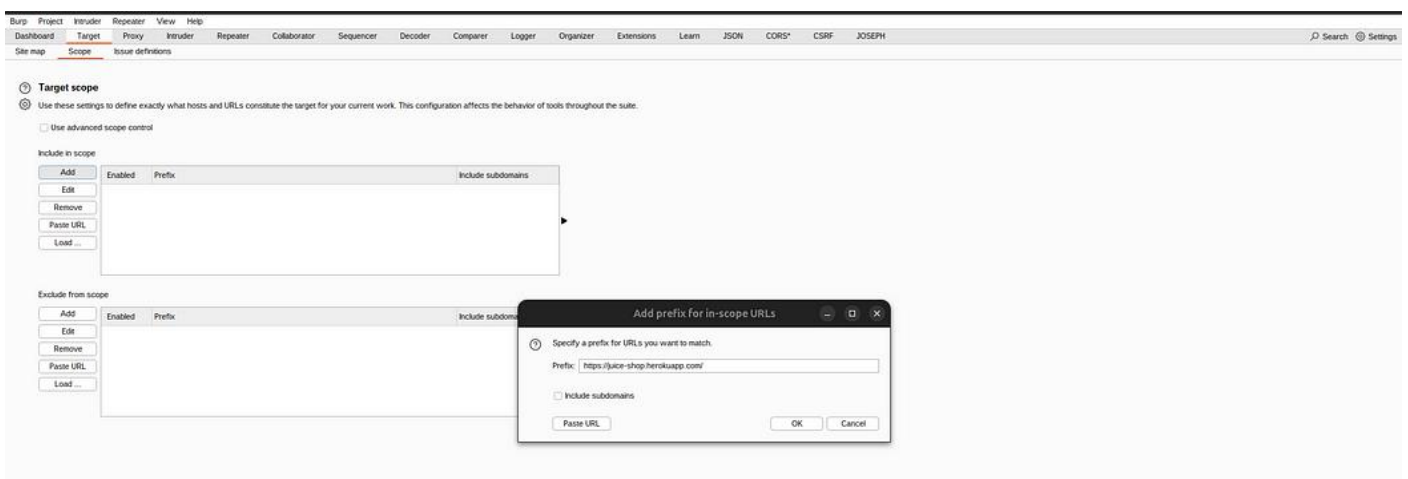 Burp Project Intruder Repeater View Help
Dashboard Target Proxy Intruder Repeater Collaborator Sequencer Decoder Comparer Logger Organizer Extensions Learn JSON CORS* CSRF JOSEPH Search Settings
Site map Scope Issue definitions
Target scope
Use these settings to define exactly what hosts and URLs constitute the target for your current work. This configuration affects the behavior of tools throughout the suite.
Use advanced scope control
Include in scope
Add
Enabled Prefix Include subdomains
Edit
Remove
Paste URL
Load ...
Exclude from scope
Add
Enabled Prefix Include subdoma
Edit
Remove
Paste URL
Load ...
Add prefix for in-scope URLs
Specify a prefix for URLs you want to match.
Prefix: https://juice-shop.herokuapp.com/
Include subdomains
Paste URL OK Cancel